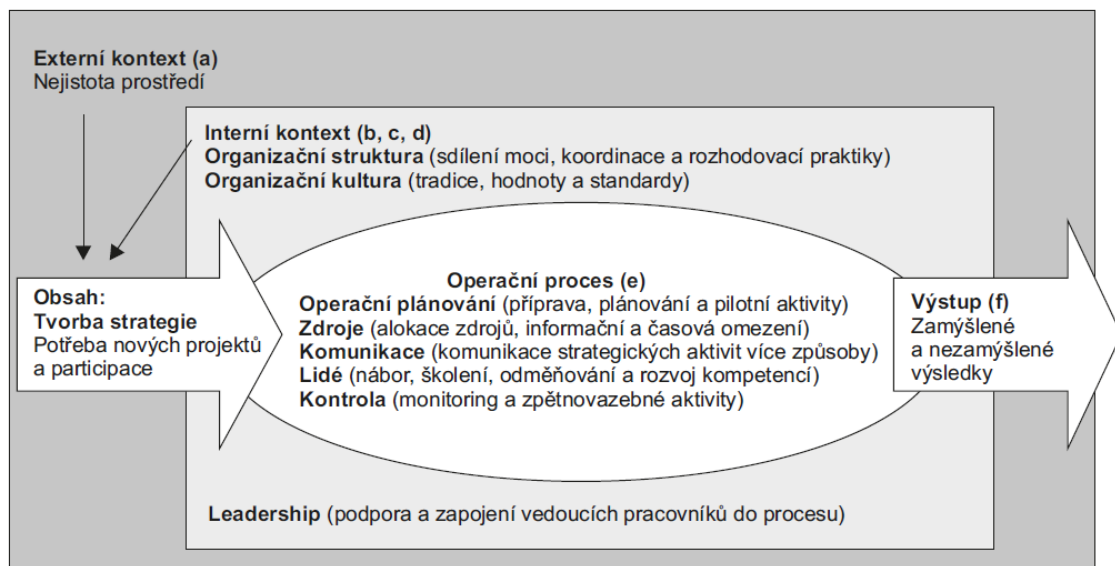 Externí kontext (a)
Nejistota prostředí
Interní kontext (b, c, d)
Organizační struktura (sdílení moci, koordinace a rozhodovací praktiky)
Organizační kultura (tradice, hodnoty a standardy)
Obsah:
Tvorba strategie
Potřeba nových projektů
a participace
Operační proces (e)
Operační plánování (příprava, plánování a pilotní aktivity)
Zdroje (alokace zdrojů, informační a časová omezení)
Komunikace (komunikace strategických aktivit více způsoby)
Lidé (nábor, školení, odměňování a rozvoj kompetencí)
Kontrola (monitoring a zpětnovazebné aktivity)
Výstup (f)
Zamýšlené
a nezamýšlené
výsledky
Leadership (podpora a zapojení vedoucích pracovníků do procesu)